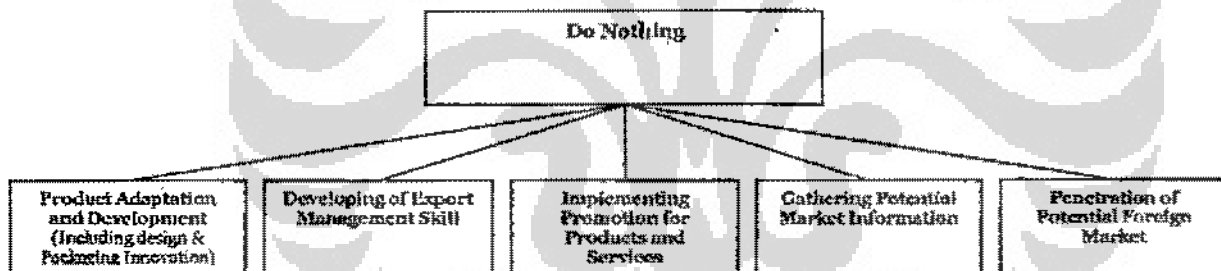 Do Nothing
Product Adaptation
and Development
(Including design &
Packaging Innovation)
Developing of Export
Management Skill
Implementing
Promotion for
Products and
Services
Gathering Potential
Market Information
Penetration of
Potential Foreign
Market